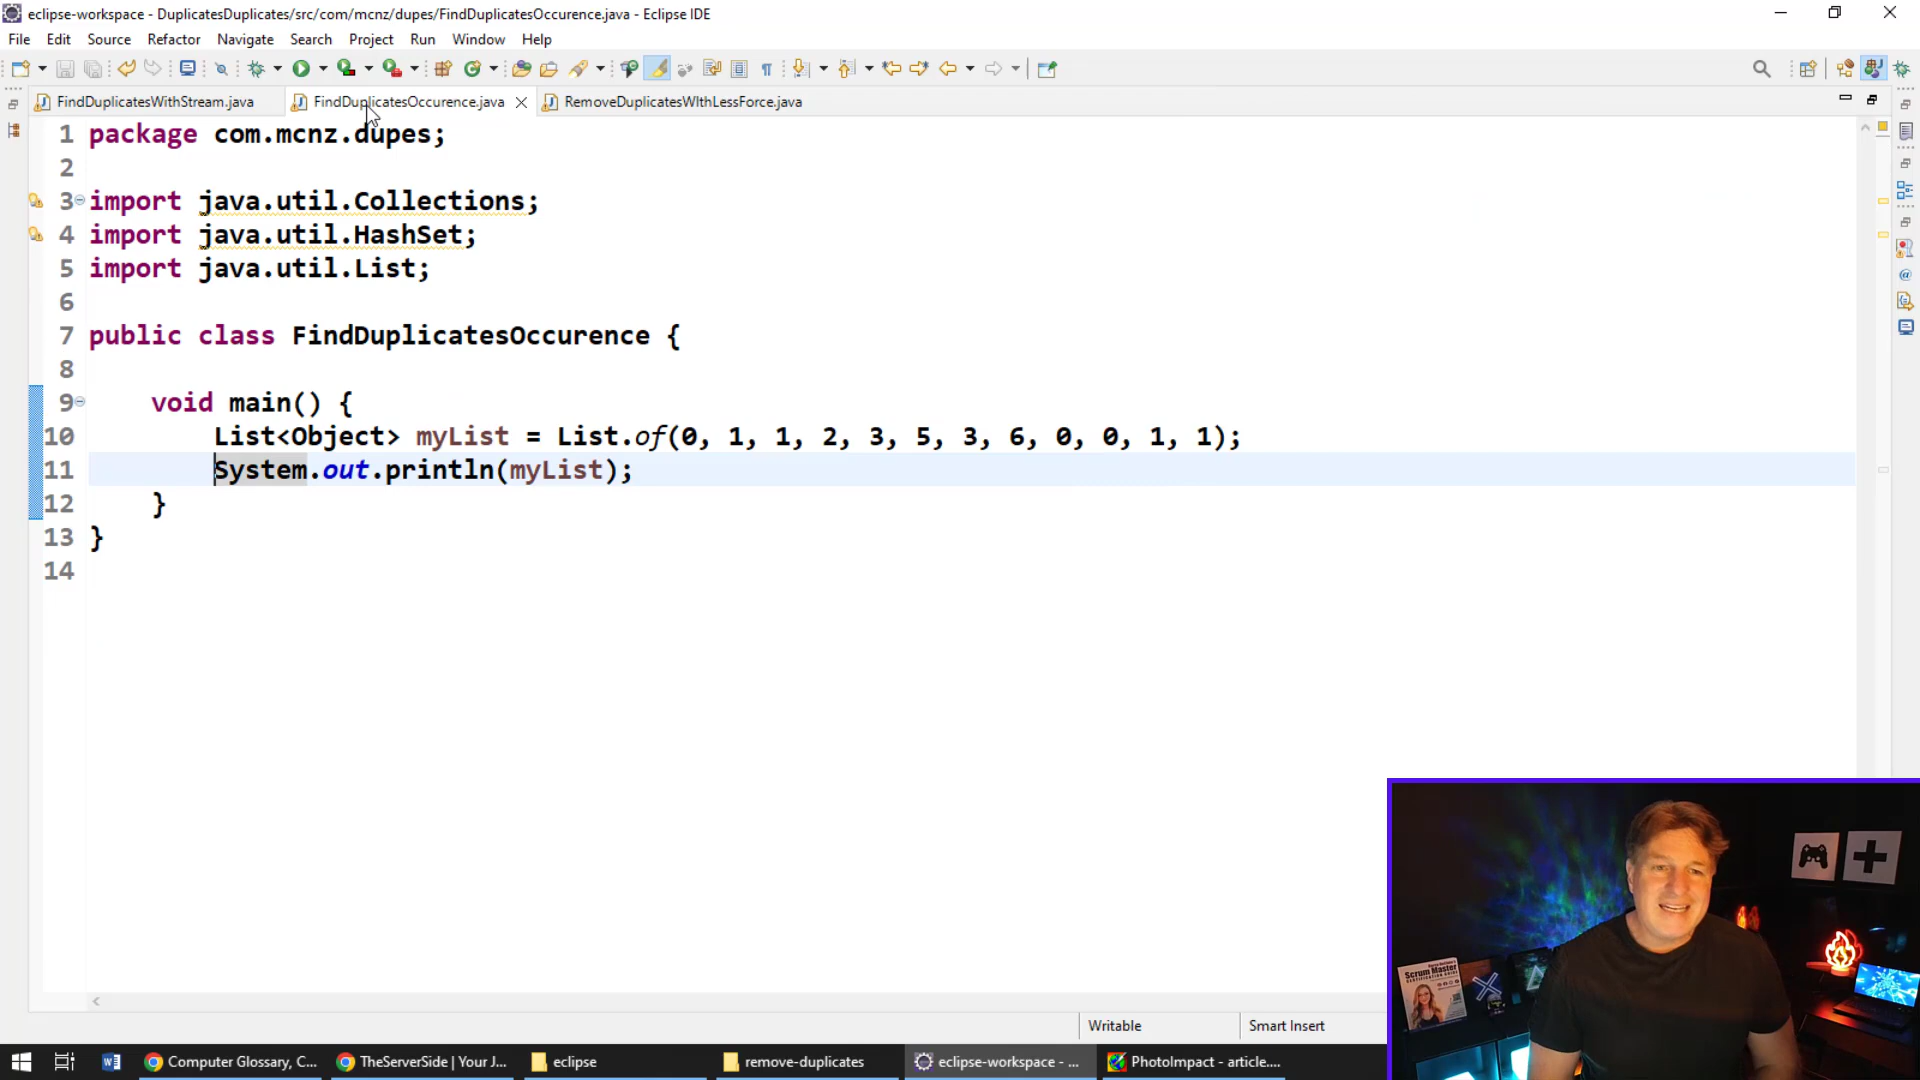 eclipse-workspace - DuplicatesDuplicates/src/com/mcnz/dupes/FindDuplicatesOccurence.java - Eclipse IDE
File Edit Source Refactor Navigate Search Project Run Window Help
FindDuplicatesWithStream.java FindDuplicatesOccurence.java RemoveDuplicatesWIthLessForce.java
1 package com.mcnz.dupes;
2
3 import java.util.Collections;
4 import java.util.HashSet;
5 import java.util.List;
6
7 public class FindDuplicatesOccurence {
8
9 void main() {
10 List<Object> myList = List.of(0, 1, 1, 2, 3, 5, 3, 6, 0, 0, 1, 1);
11 System.out.println(myList);
12 }
13 }
14
Scrum Master
Writable Smart Insert
Computer Glossary, C... TheServerSide | Your J... eclipse remove-duplicates eclipse-workspace - ... PhotoImpact - article....